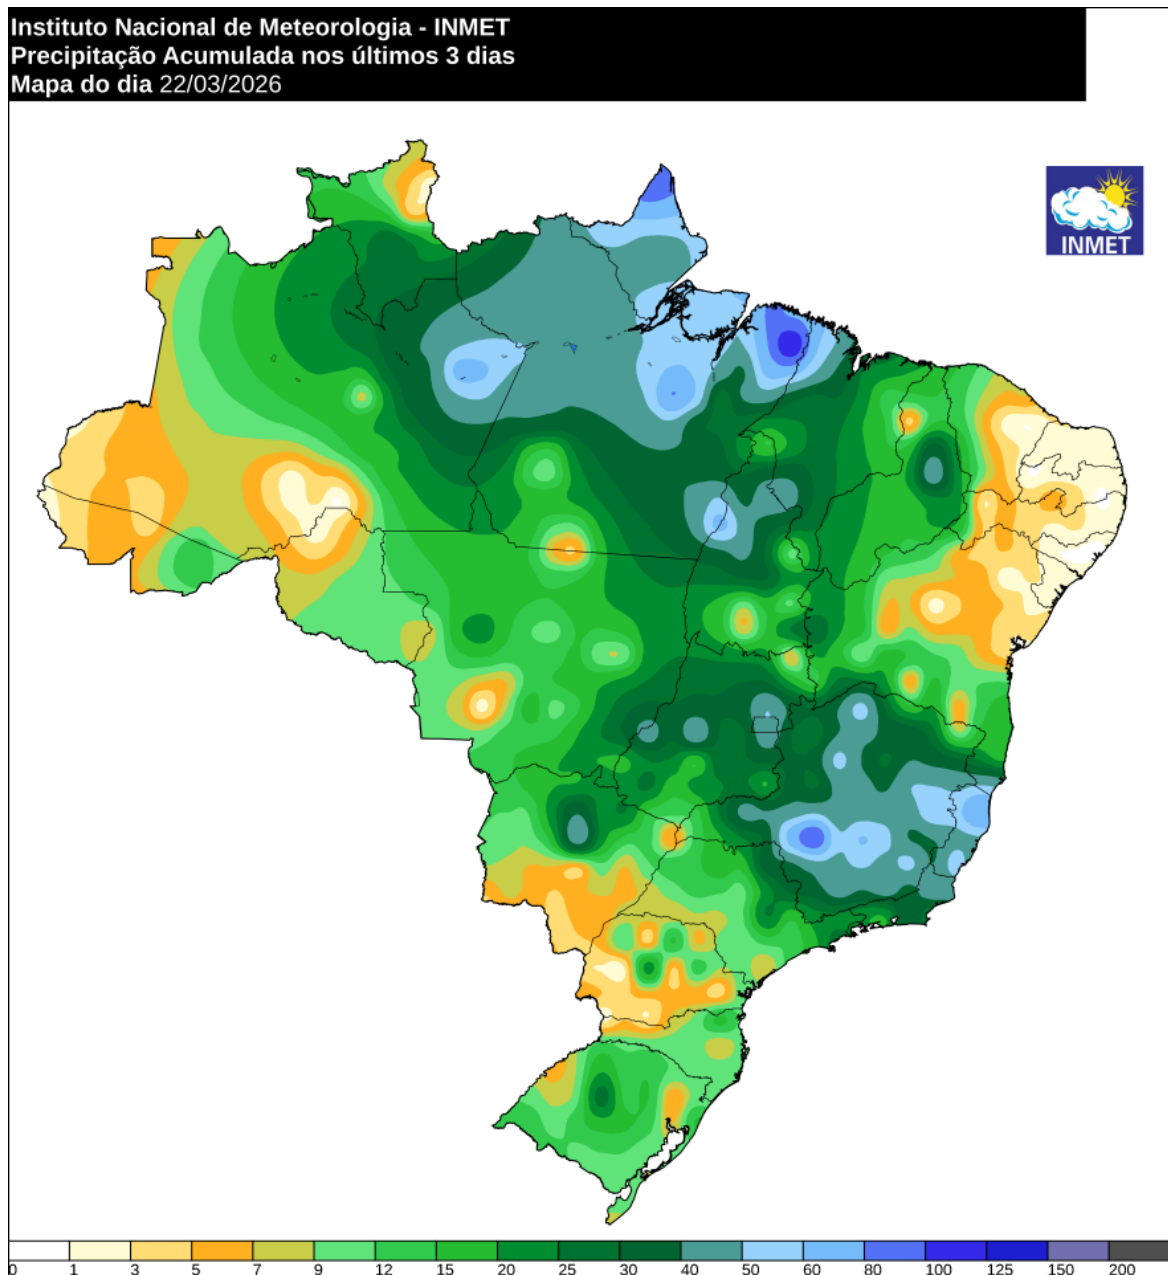 Instituto Nacional de Meteorologia - INMET
Precipitação Acumulada nos últimos 3 dias
Mapa do dia 22/03/2026
INMET
0 1 3 5 7 9 12 15 20 25 30 40 50 60 80 100 125 150 200